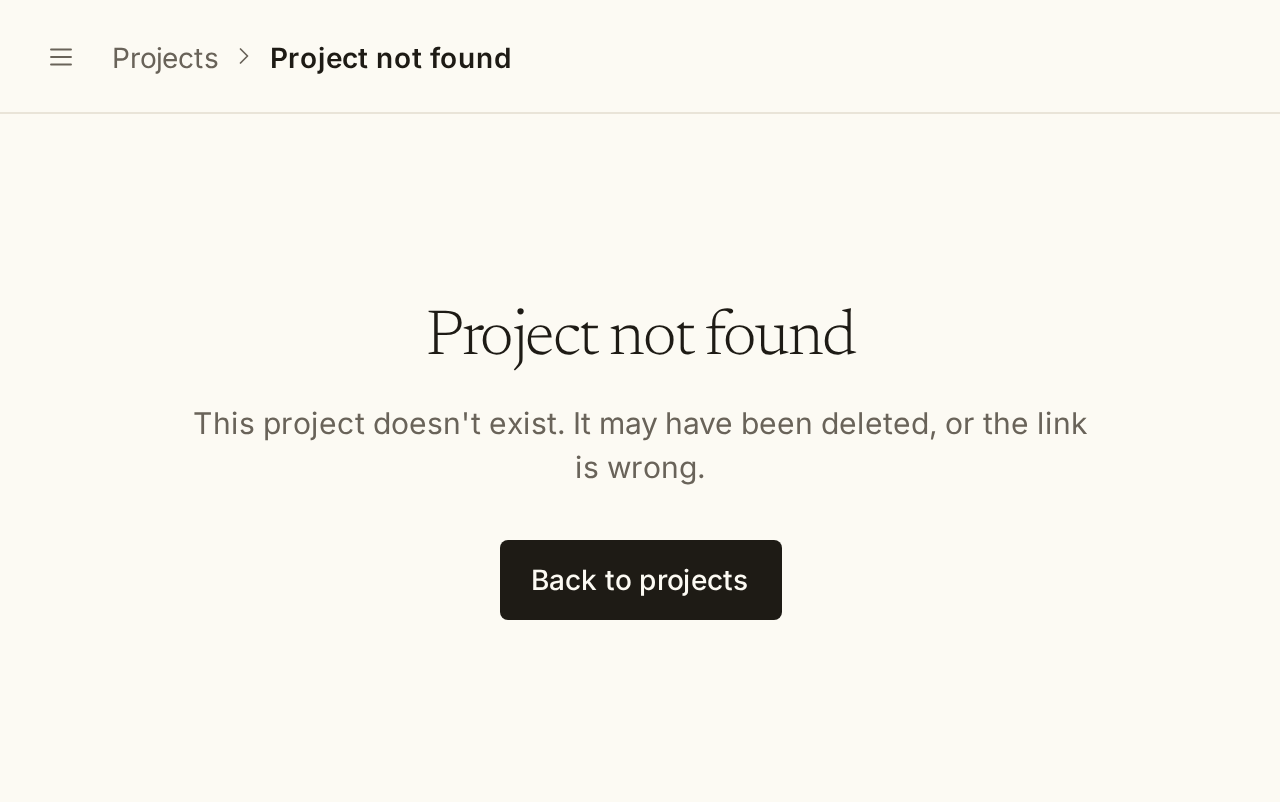 Projects > Project not found
Project not found
This project doesn't exist. It may have been deleted, or the link
is wrong.
Back to projects